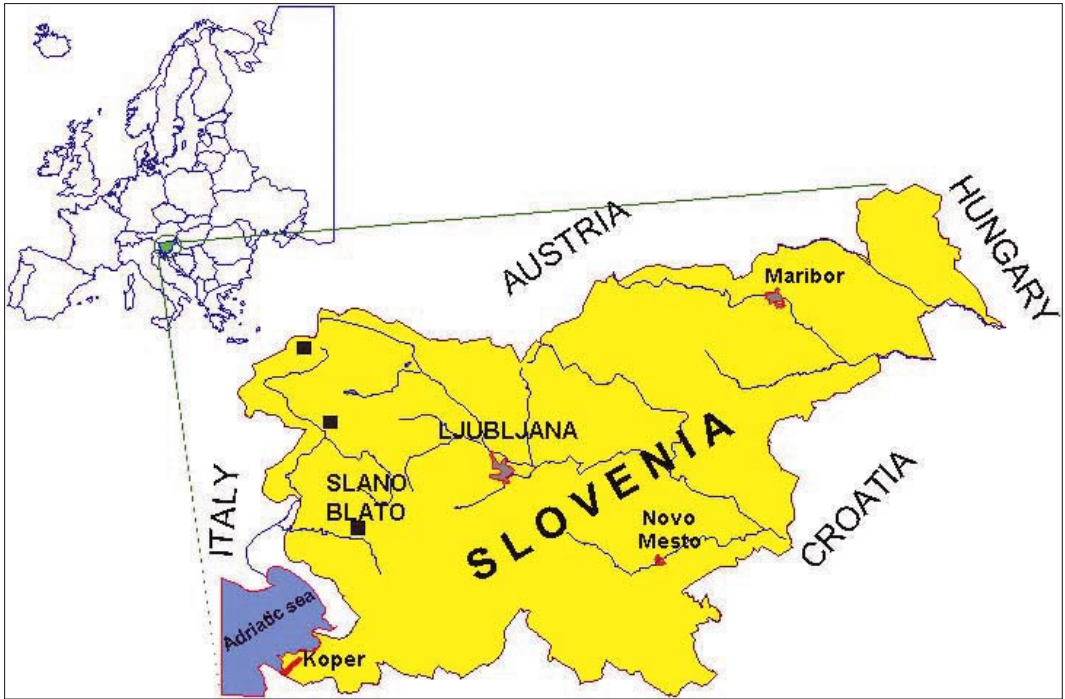 AUSTRIA
HUNGARY
Maribor
LJUBLJANA
SLOVENIA
SLANO
BLATO
ITALY
Novo
Mesto
CROATIA
Adriatic sea
Koper